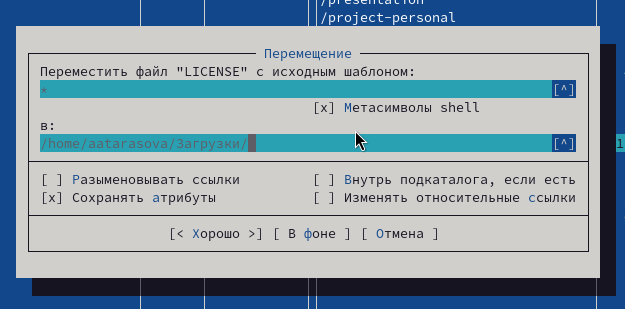 /presentation
/project-personal
Перемещение
Переместить файл "LICENSE" с исходным шаблоном:
* [^]
[x] Метасимволы shell
в:
/home/aatarasova/Загрузки/ [^]
1
[ ] Разыменовывать ссылки [ ] Внутрь подкаталога, если есть
[x] Сохранять атрибуты [ ] Изменять относительные ссылки
[< Хорошо >] [ В фоне ] [ Отмена ]